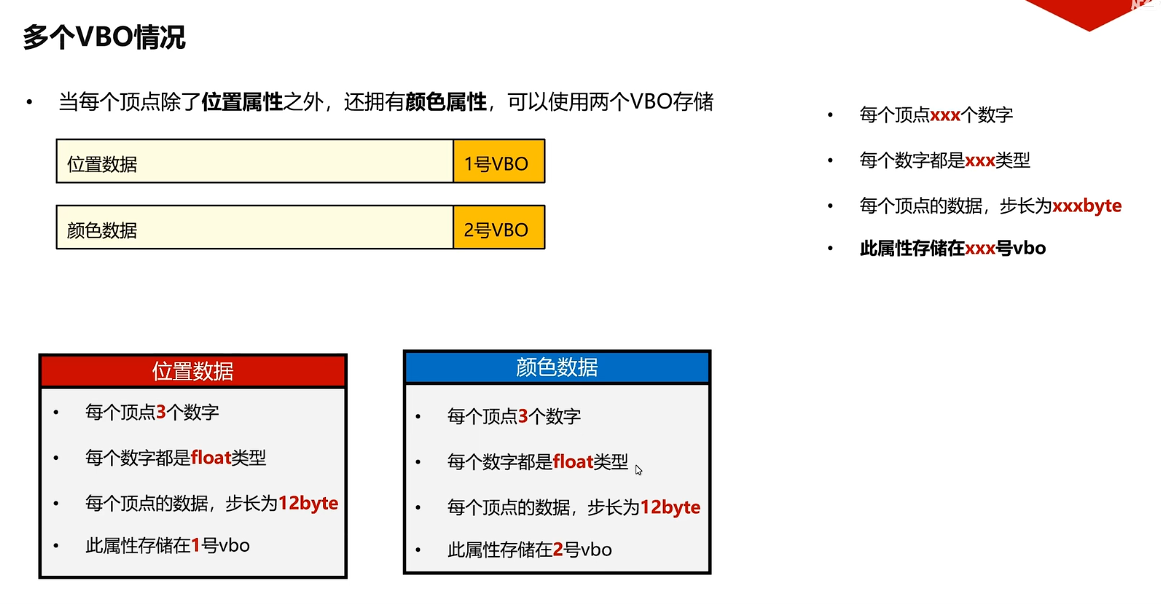 多个VBO情况
• 当每个顶点除了位置属性之外，还拥有颜色属性，可以使用两个VBO存储
位置数据 1号VBO
颜色数据 2号VBO
• 每个顶点xxx个数字
• 每个数字都是xxx类型
• 每个顶点的数据，步长为xxxbyte
• 此属性存储在xxx号vbo
位置数据
• 每个顶点3个数字
• 每个数字都是float类型
• 每个顶点的数据，步长为12byte
• 此属性存储在1号vbo
颜色数据
• 每个顶点3个数字
• 每个数字都是float类型
• 每个顶点的数据，步长为12byte
• 此属性存储在2号vbo